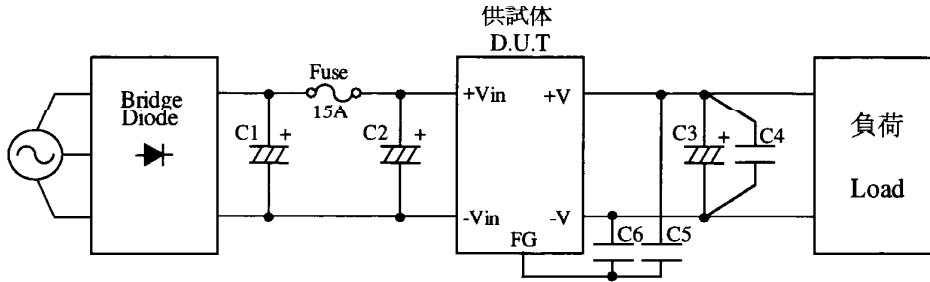 供試体
D.U.T
Fuse
15A
Bridge
Diode
C1 +
C2 +
+Vin
+V
-Vin
-V
FG
C3 +
C4
C6
C5
負荷
Load